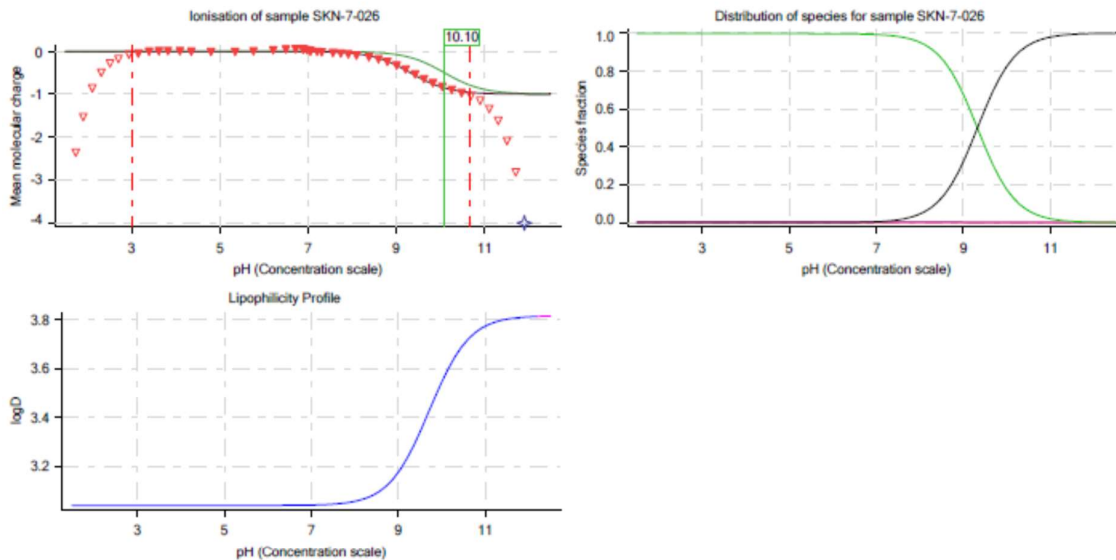 Ionisation of sample SKN-7-026
10.10
0
-1
-2
-3
-4
Mean molecular charge
3 5 7 9 11
pH (Concentration scale)
Distribution of species for sample SKN-7-026
1.0
0.8
0.6
0.4
0.2
0.0
Species fraction
3 5 7 9 11
pH (Concentration scale)
Lipophilicity Profile
3.8
3.6
3.4
3.2
logD
3 5 7 9 11
pH (Concentration scale)